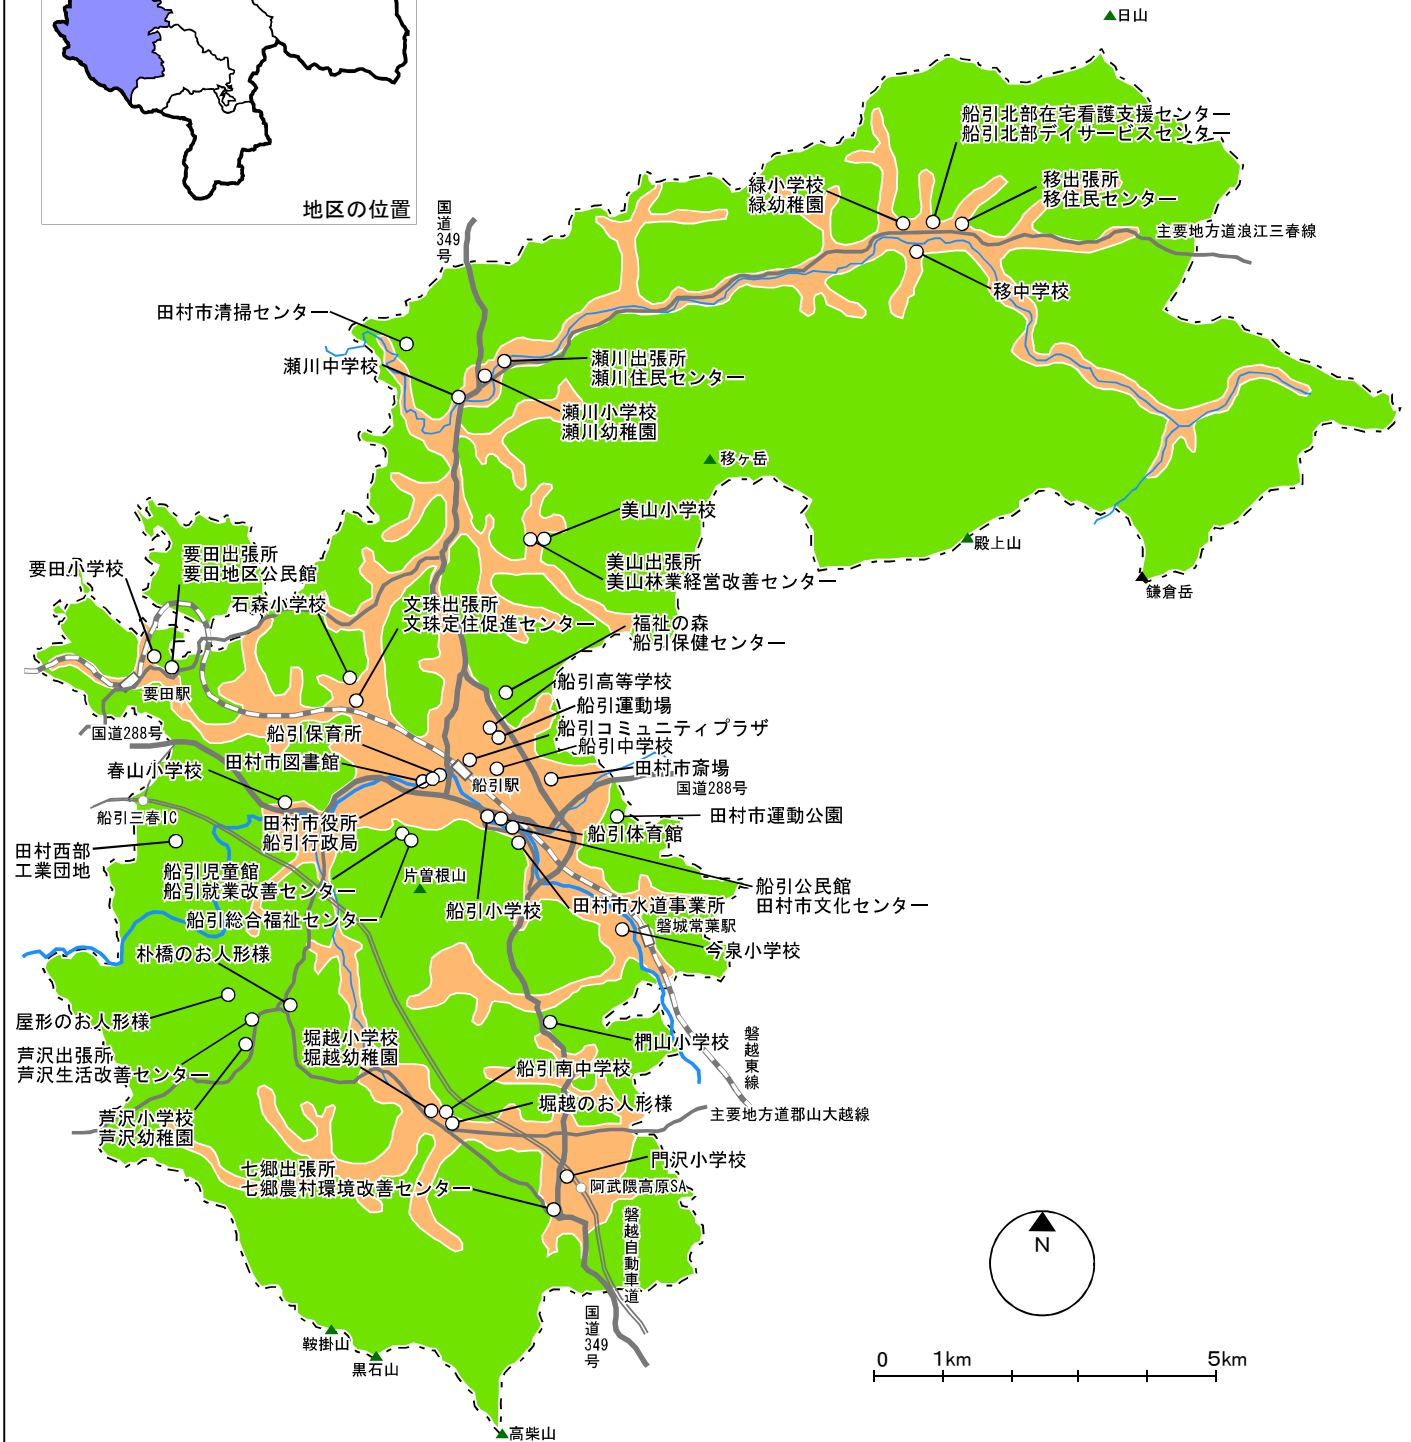 日山
地区の位置
国道349号
船引北部在宅看護支援センター
船引北部デイサービスセンター
緑小学校
緑幼稚園
移出張所
移住民センター
主要地方道浪江三春線
移中学校
田村市清掃センター
瀬川中学校
瀬川出張所
瀬川住民センター
瀬川小学校
瀬川幼稚園
移ヶ岳
美山小学校
殿上山
鎌倉岳
美山出張所
美山林業経営改善センター
要田小学校
要田出張所
要田地区公民館
石森小学校
文珠出張所
文珠定住促進センター
福祉の森
船引保健センター
要田駅
船引高等学校
船引運動場
船引コミュニティプラザ
船引中学校
国道288号
船引保育所
田村市図書館
春山小学校
船引駅
田村市斎場
国道288号
船引三春IC
田村市役所
船引行政局
田村市運動公園
船引体育館
田村西部
工業団地
船引児童館
船引就業改善センター
片曽根山
船引公民館
田村市文化センター
船引小学校
田村市水道事業所
船引総合福祉センター
磐城常葉駅
今泉小学校
朴橋のお人形様
屋形のお人形様
芦沢出張所
芦沢生活改善センター
堀越小学校
堀越幼稚園
椚山小学校
磐越東線
船引南中学校
堀越のお人形様
主要地方道郡山大越線
芦沢小学校
芦沢幼稚園
門沢小学校
七郷出張所
七郷農村環境改善センター
阿武隈高原SA
磐越自動車道
国道349号
鞍掛山
黒石山
高柴山
N
0 1km 5km